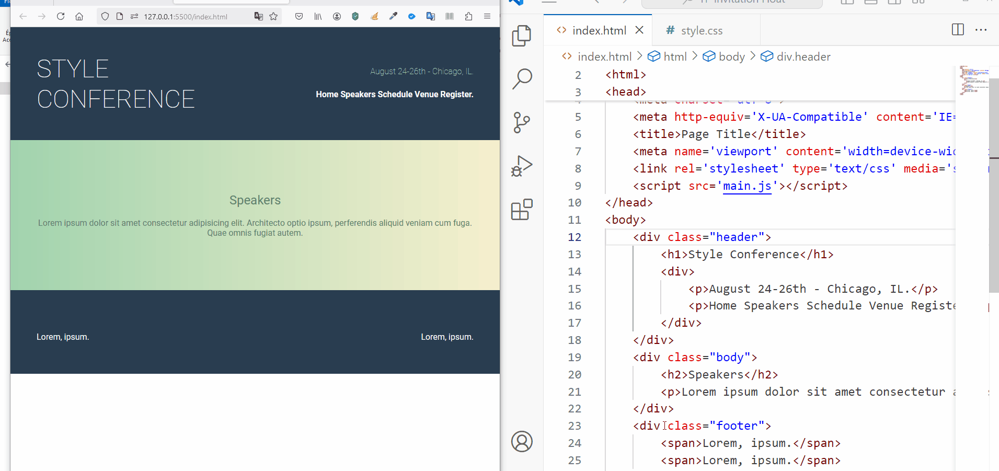 127.0.0.1:5500/index.html
STYLE
CONFERENCE
August 24-26th - Chicago, IL.
Home Speakers Schedule Venue Register.
Speakers
Lorem ipsum dolor sit amet consectetur adipisicing elit. Architecto optio ipsum, perferendis aliquid veniam cum fuga.
Quae omnis fugiat autem.
Lorem, ipsum.
Lorem, ipsum.
index.html
# style.css
index.html > html > body > div.header
2 <html>
3 <head>
4 <meta charset='utf-8'>
5 <meta http-equiv='X-UA-Compatible' content='IE=
6 <title>Page Title</title>
7 <meta name='viewport' content='width=device-wid
8 <link rel='stylesheet' type='text/css' media='s
9 <script src='main.js'></script>
10 </head>
11 <body>
12 <div class="header">
13 <h1>Style Conference</h1>
14 <div>
15 <p>August 24-26th - Chicago, IL.</p>
16 <p>Home Speakers Schedule Venue Registe
17 </div>
18 </div>
19 <div class="body">
20 <h2>Speakers</h2>
21 <p>Lorem ipsum dolor sit amet consectetur a
22 </div>
23 <div class="footer">
24 <span>Lorem, ipsum.</span>
25 <span>Lorem, ipsum.</span>